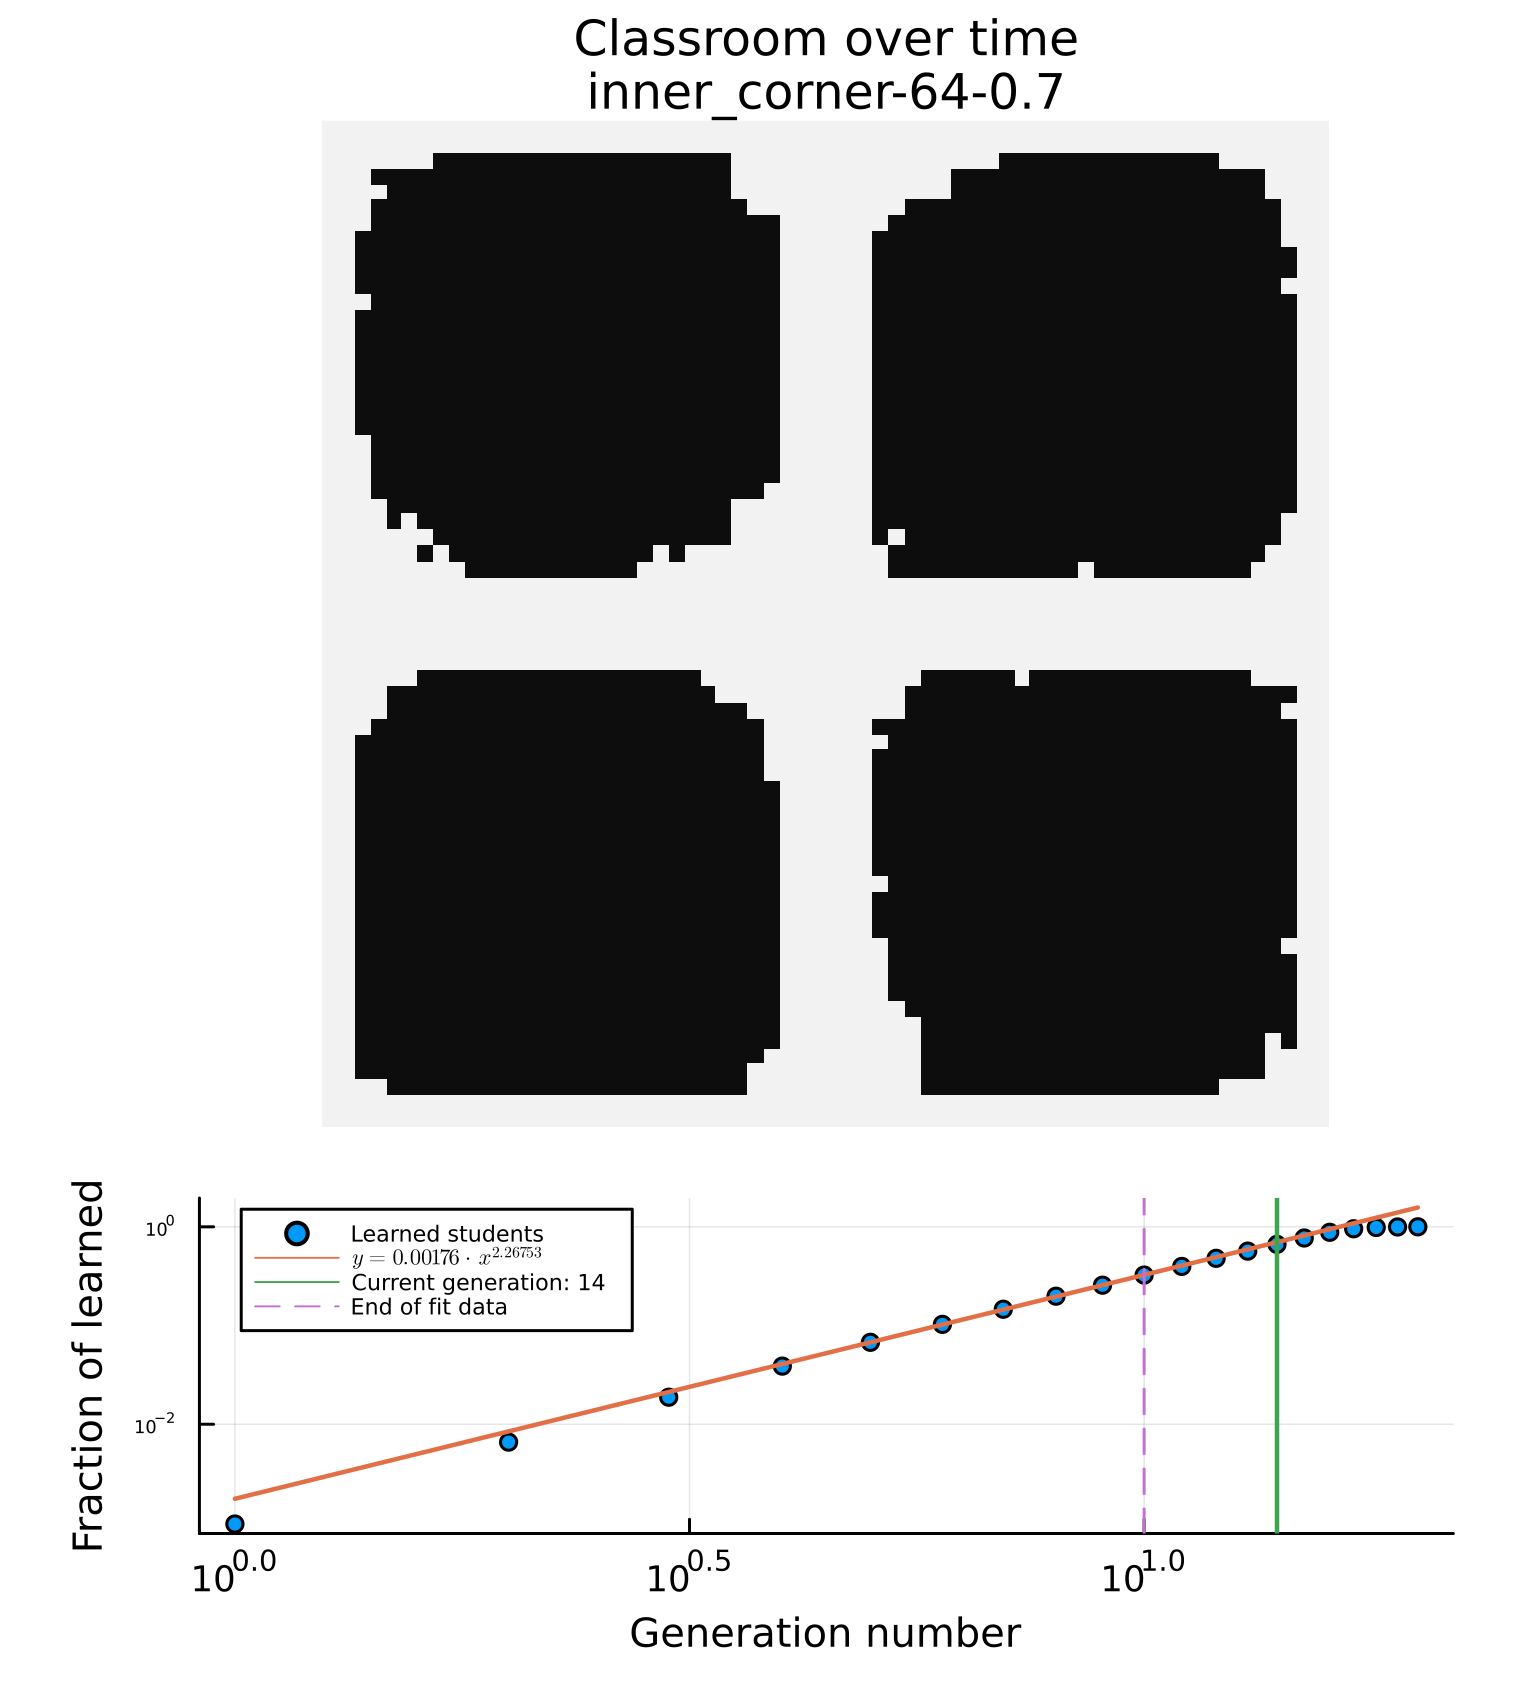 Classroom over time
inner_corner-64-0.7
Fraction of learned
10^0
10^-2
Learned students
y = 0.00176 · x^2.26753
Current generation: 14
End of fit data
10^0.0 10^0.5 10^1.0
Generation number